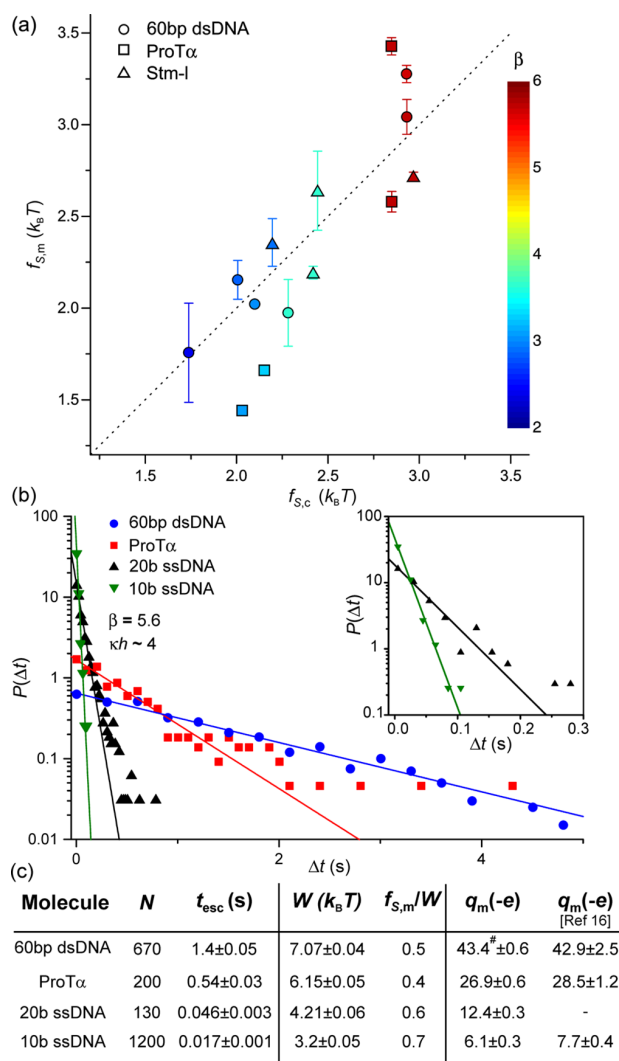 (a)
60bp dsDNA
ProTα
Stm-l
β
3.5
3.0
2.5
2.0
1.5
f_S,m (k_BT)
6
5
4
3
2
1.5 2.0 2.5 3.0 3.5
f_S,c (k_BT)
(b)
100
10
1
0.1
0.01
P(Δt)
60bp dsDNA
ProTα
20b ssDNA
10b ssDNA
β = 5.6
κh ~ 4
100
10
1
0.1
P(Δt)
0.0 0.1 0.2 0.3
Δt (s)
0 2 4
Δt (s)
(c)
Molecule N t_esc (s) W (k_BT) f_S,m/W q_m(-e) q_m(-e)
[Ref 16]
60bp dsDNA 670 1.4±0.05 7.07±0.04 0.5 43.4#±0.6 42.9±2.5
ProTα 200 0.54±0.03 6.15±0.05 0.4 26.9±0.6 28.5±1.2
20b ssDNA 130 0.046±0.003 4.21±0.06 0.6 12.4±0.3 -
10b ssDNA 1200 0.017±0.001 3.2±0.05 0.7 6.1±0.3 7.7±0.4